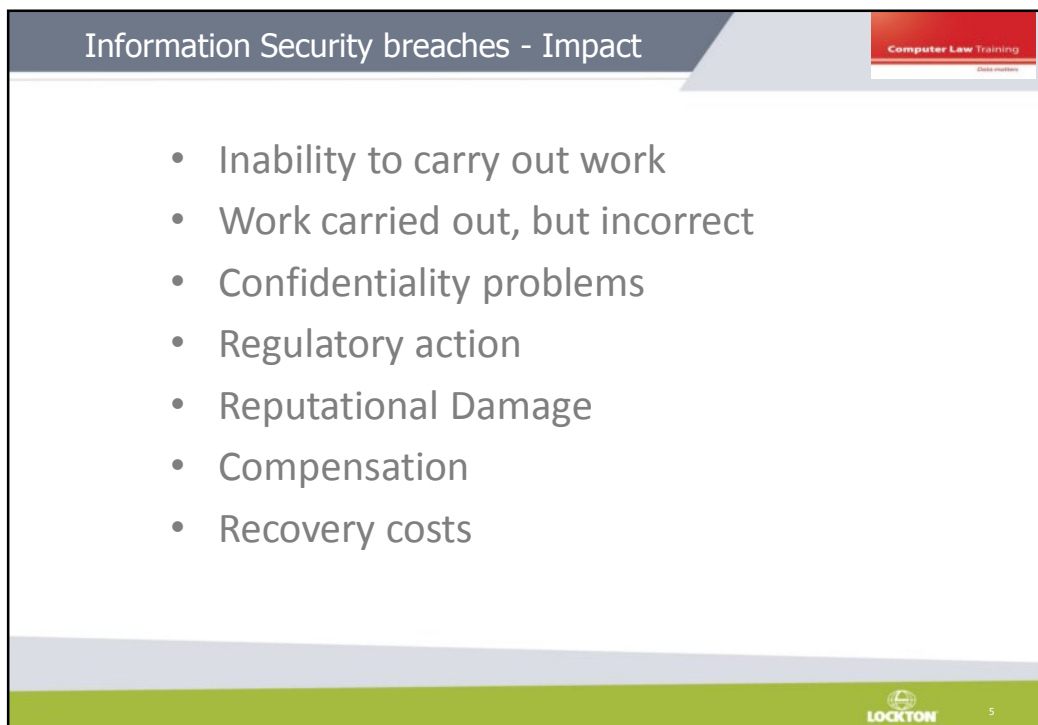 Information Security breaches - Impact
Computer Law Training
Data matters
• Inability to carry out work
• Work carried out, but incorrect
• Confidentiality problems
• Regulatory action
• Reputational Damage
• Compensation
• Recovery costs
LOCKTON
5